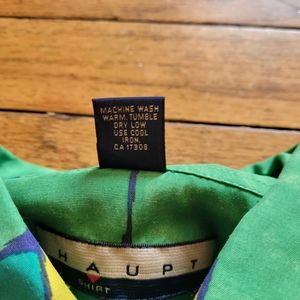 MACHINE WASH
WARM. TUMBLE
DRY LOW
USE COOL
IRON.
CA 17308
HAUPT
SHIRT